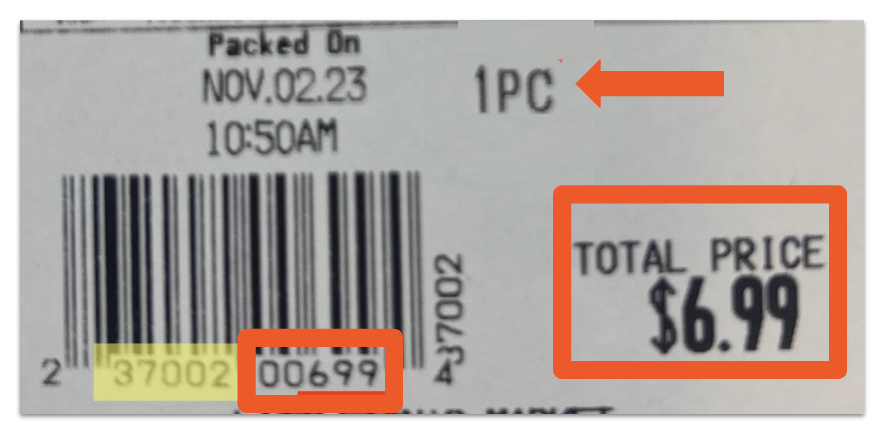 Packed On
NOV.02.23
1PC
10:50AM
TOTAL PRICE
$6.99
37002
2 37002 00699 4